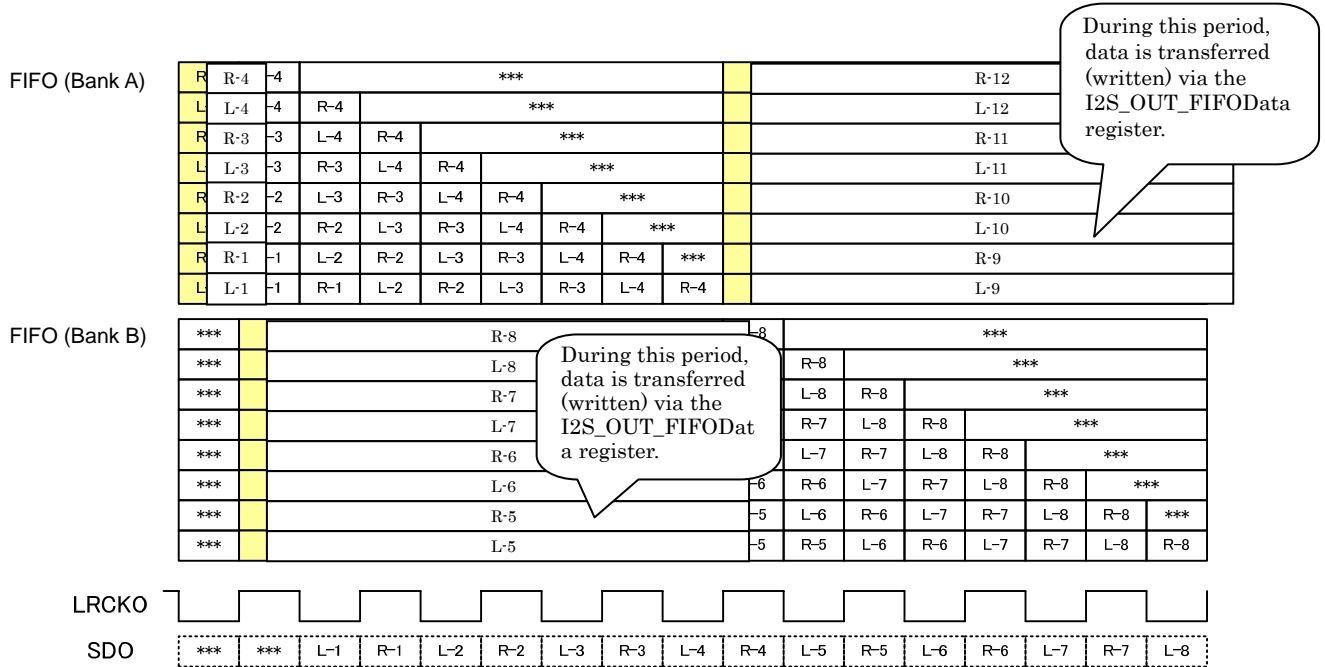 During this period,
data is transferred
(written) via the
I2S_OUT_FIFOData
register.
FIFO (Bank A)
R R-4 -4 *** R-12
L L-4 -4 R-4 *** L-12
R R-3 -3 L-4 R-4 *** R-11
L L-3 -3 R-3 L-4 R-4 *** L-11
R R-2 -2 L-3 R-3 L-4 R-4 *** R-10
L L-2 -2 R-2 L-3 R-3 L-4 R-4 *** L-10
R R-1 -1 L-2 R-2 L-3 R-3 L-4 R-4 *** R-9
L L-1 -1 R-1 L-2 R-2 L-3 R-3 L-4 R-4 L-9
FIFO (Bank B)
During this period,
data is transferred
(written) via the
I2S_OUT_FIFODat
a register.
*** R-8 -8 ***
*** L-8 R-8 ***
*** R-7 L-8 R-8 ***
*** L-7 R-7 L-8 R-8 ***
*** R-6 L-7 R-7 L-8 R-8 ***
*** L-6 -6 R-6 L-7 R-7 L-8 R-8 ***
*** R-5 -5 L-6 R-6 L-7 R-7 L-8 R-8 ***
*** L-5 -5 R-5 L-6 R-6 L-7 R-7 L-8 R-8
LRCKO
SDO *** *** L-1 R-1 L-2 R-2 L-3 R-3 L-4 R-4 L-5 R-5 L-6 R-6 L-7 R-7 L-8